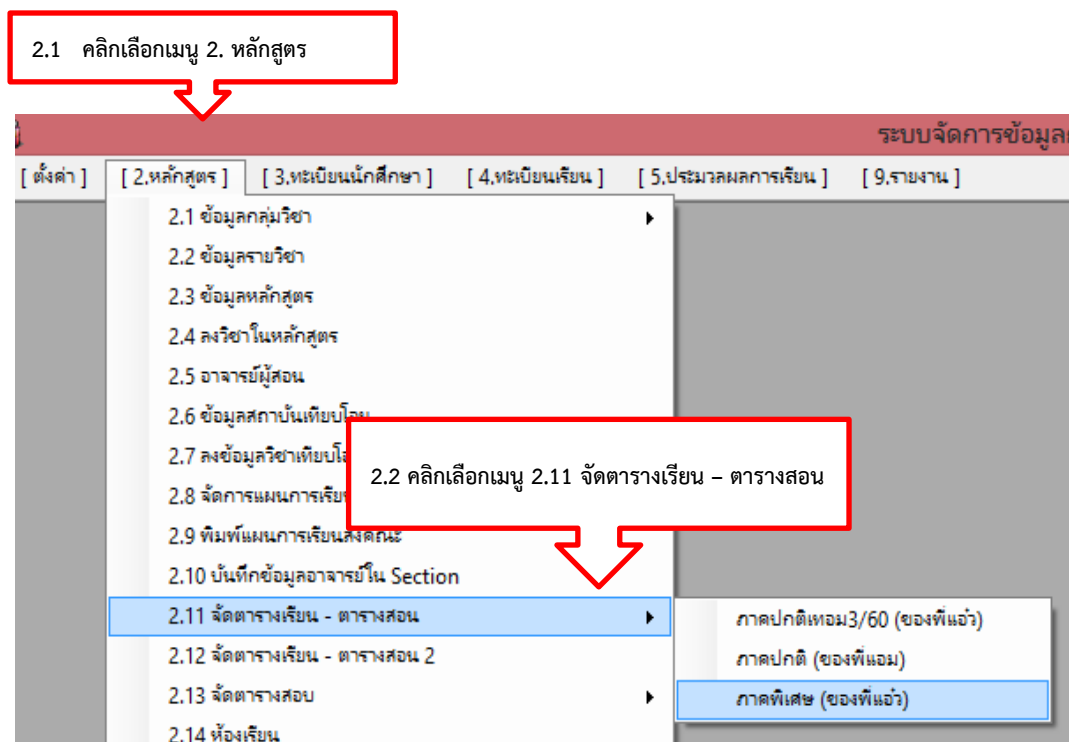 2.1 คลิกเลือกเมนู 2. หลักสูตร
ระบบจัดการข้อมูล
[ ตั้งค่า ] [ 2.หลักสูตร ] [ 3.ทะเบียนนักศึกษา ] [ 4.ทะเบียนเรียน ] [ 5.ประมวลผลการเรียน ] [ 9.รายงาน ]
2.1 ข้อมูลกลุ่มวิชา
2.2 ข้อมูลรายวิชา
2.3 ข้อมูลหลักสูตร
2.4 ลงวิชาในหลักสูตร
2.5 อาจารย์ผู้สอน
2.6 ข้อมูลสถาบันเทียบโอน
2.7 ลงข้อมูลวิชาเทียบโอ
2.2 คลิกเลือกเมนู 2.11 จัดตารางเรียน – ตารางสอน
2.8 จัดการแผนการเรีย
2.9 พิมพ์แผนการเรียนส่งคณะ
2.10 บันทึกข้อมูลอาจารย์ใน Section
2.11 จัดตารางเรียน - ตารางสอน
ภาคปกติเทอม3/60 (ของพี่แอ๋ว)
2.12 จัดตารางเรียน - ตารางสอน 2
ภาคปกติ (ของพี่แอม)
2.13 จัดตารางสอบ
ภาคพิเศษ (ของพี่แอ๋ว)
2.14 ห้องเรียน